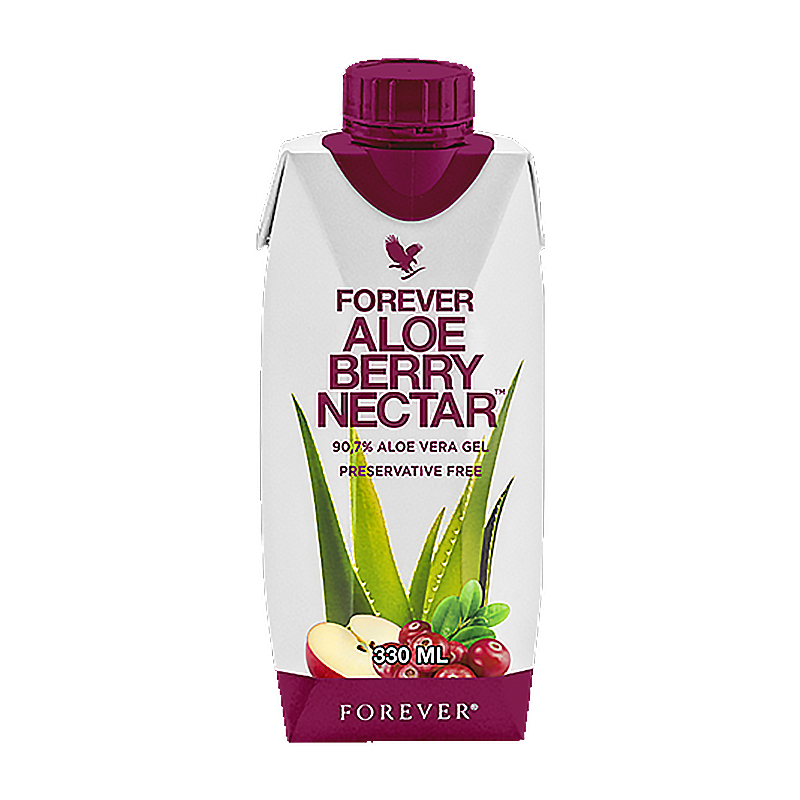 FOREVER
ALOE
BERRY
NECTAR™
90,7% ALOE VERA GEL
PRESERVATIVE FREE
330 ML
FOREVER®